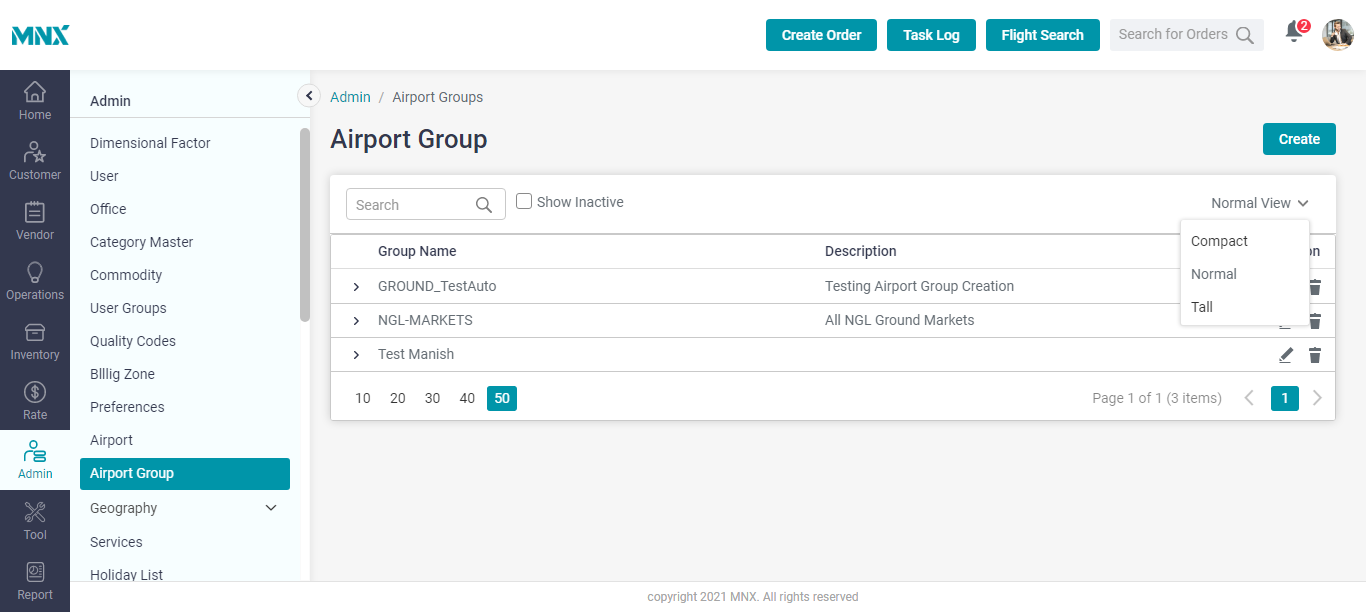 MNX
Create Order
Task Log
Flight Search
Search for Orders
2
Home
Customer
Vendor
Operations
Inventory
Rate
Admin
Tool
Report
Admin
Dimensional Factor
User
Office
Category Master
Commodity
User Groups
Quality Codes
Blllig Zone
Preferences
Airport
Airport Group
Geography
Services
Holiday List
Admin / Airport Groups
Airport Group
Create
Search
Show Inactive
Normal View
Compact
Normal
Tall
Group Name Description
GROUND_TestAuto Testing Airport Group Creation
NGL-MARKETS All NGL Ground Markets
Test Manish
10 20 30 40 50
Page 1 of 1 (3 items) 1
copyright 2021 MNX. All rights reserved